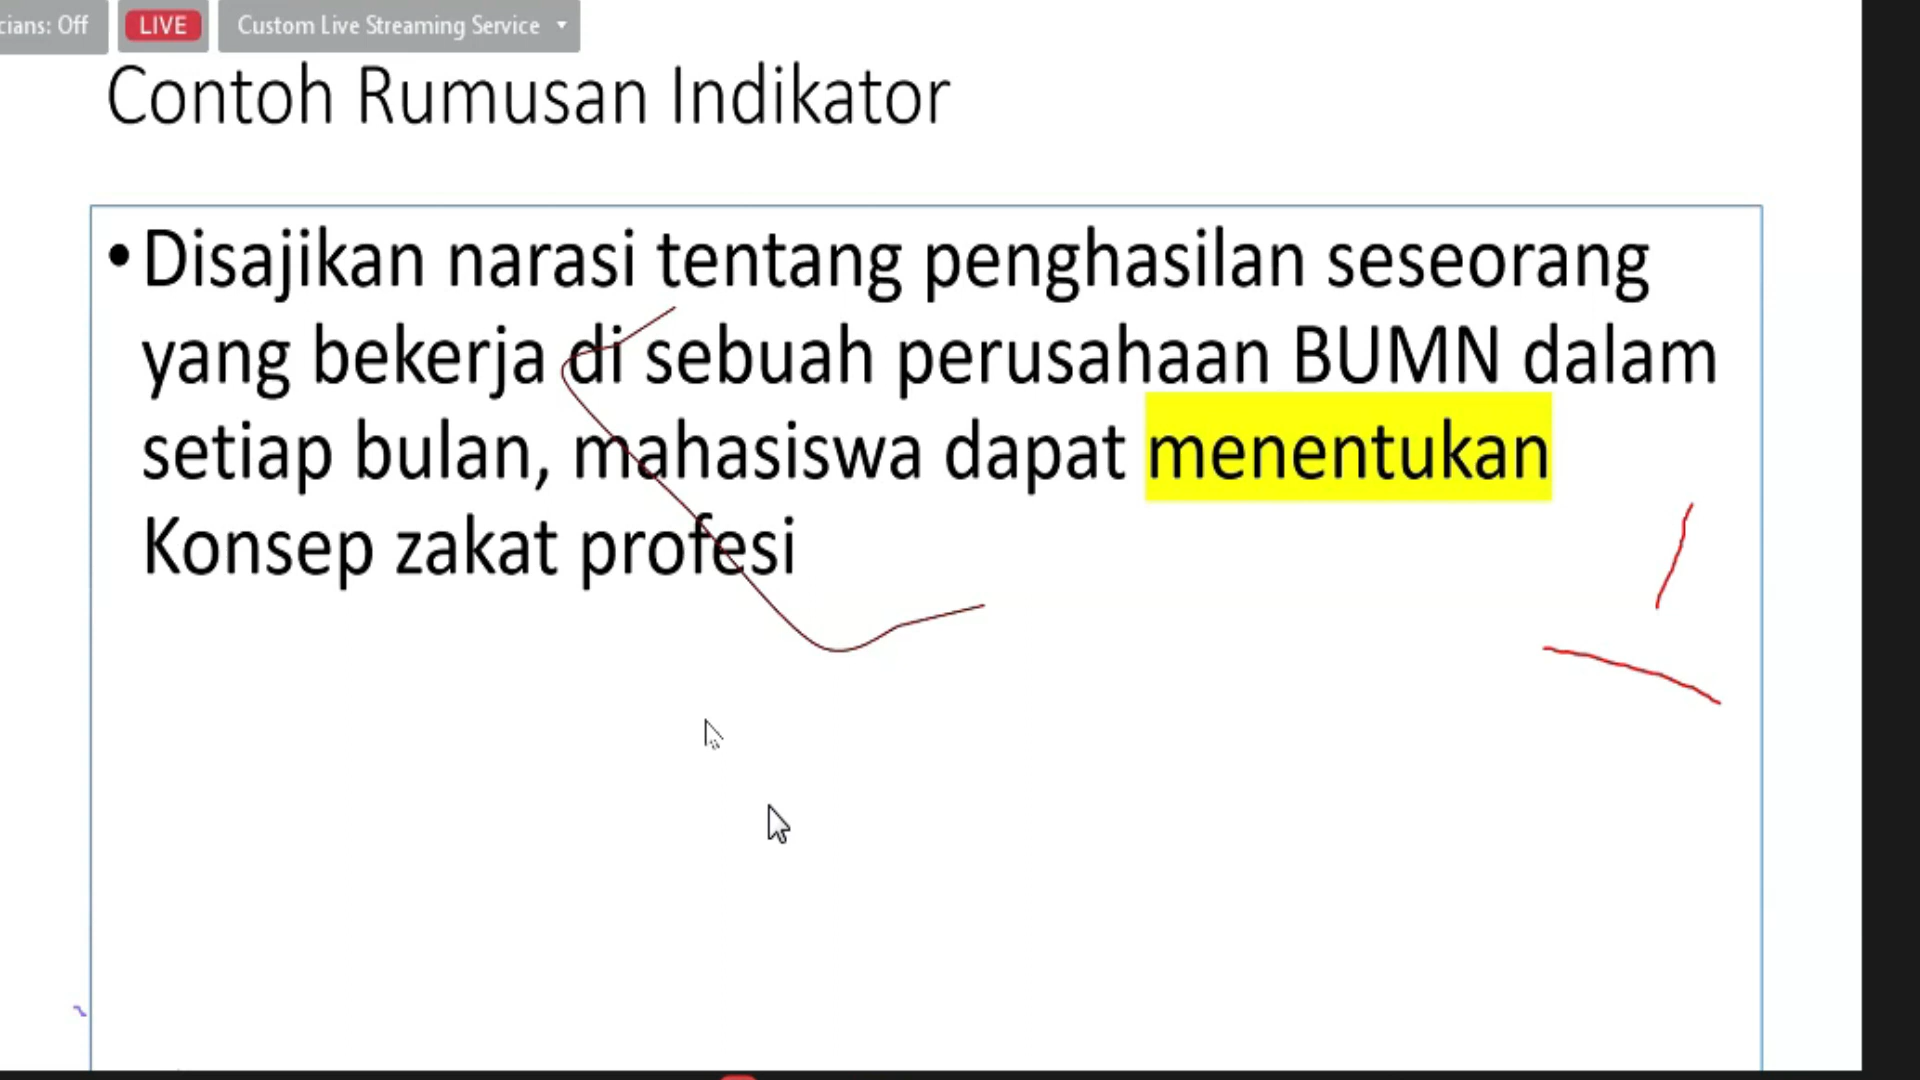 cians: Off
LIVE
Custom Live Streaming Service
Contoh Rumusan Indikator
• Disajikan narasi tentang penghasilan seseorang
yang bekerja di sebuah perusahaan BUMN dalam
setiap bulan, mahasiswa dapat menentukan
Konsep zakat profesi